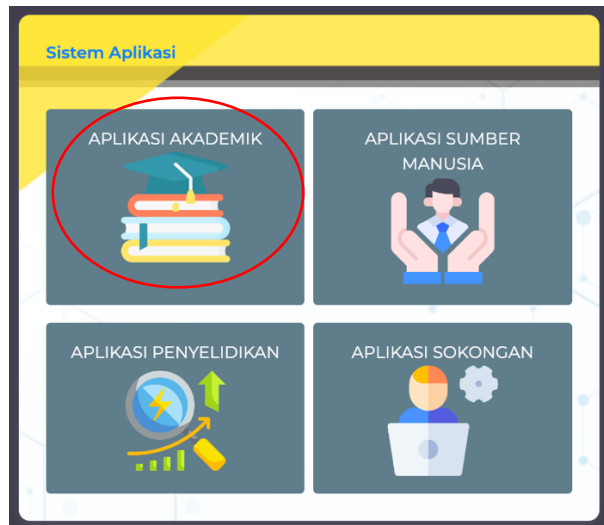 Sistem Aplikasi
APLIKASI AKADEMIK
APLIKASI SUMBER
MANUSIA
APLIKASI PENYELIDIKAN
APLIKASI SOKONGAN